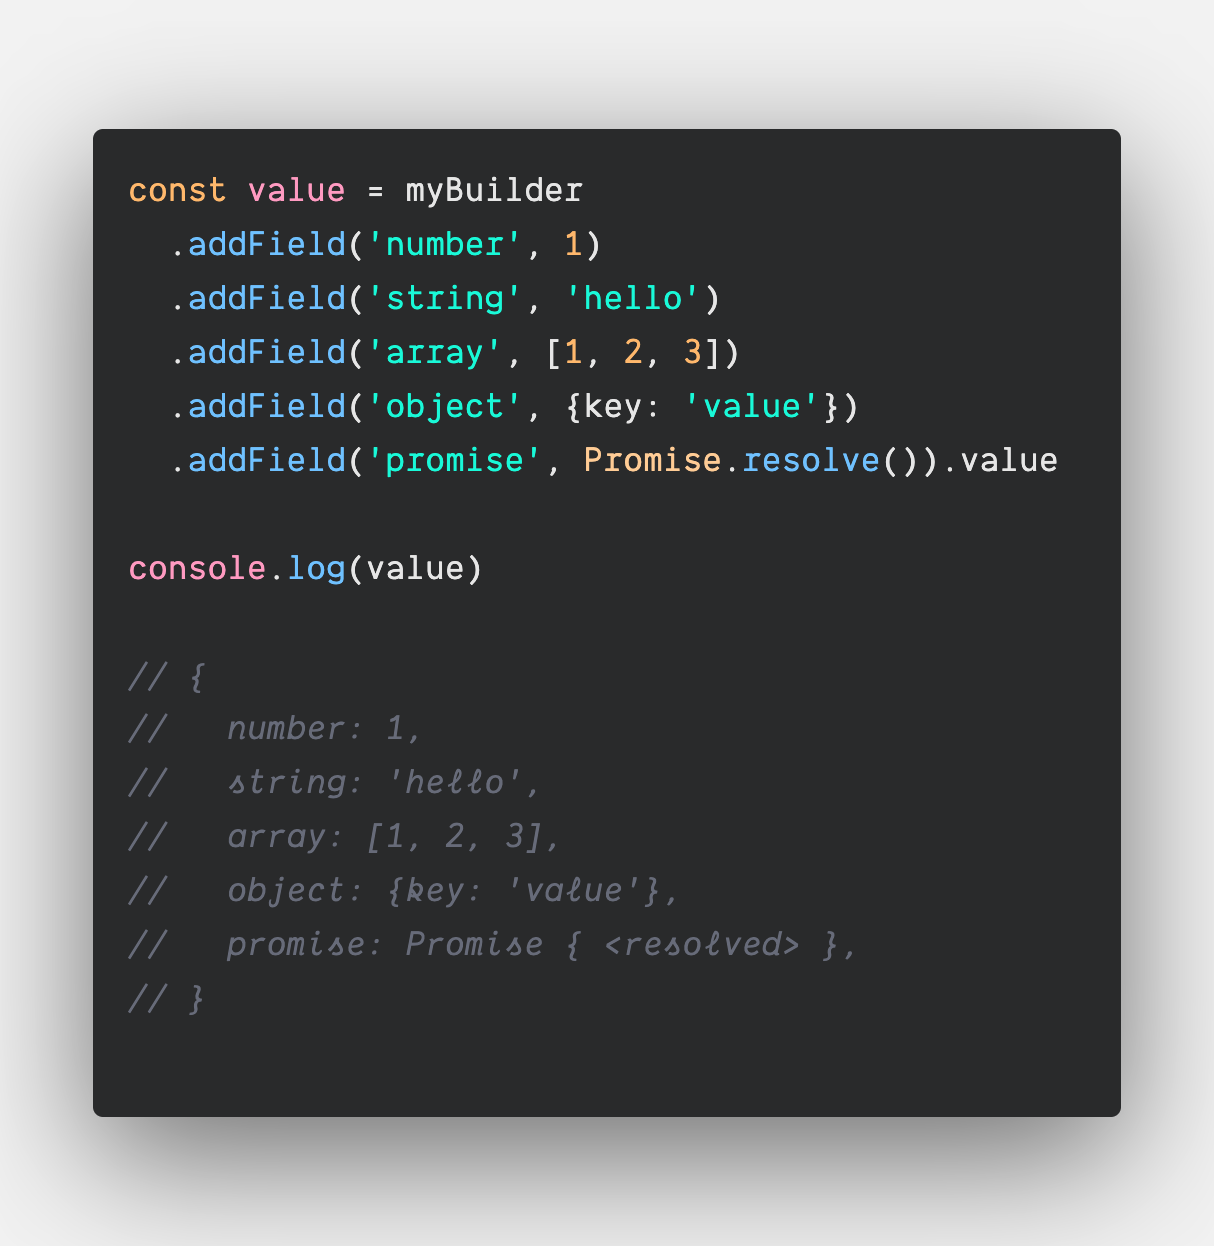 const value = myBuilder
  .addField('number', 1)
  .addField('string', 'hello')
  .addField('array', [1, 2, 3])
  .addField('object', {key: 'value'})
  .addField('promise', Promise.resolve()).value

console.log(value)

// {
//   number: 1,
//   string: 'hello',
//   array: [1, 2, 3],
//   object: {key: 'value'},
//   promise: Promise { <resolved> },
// }